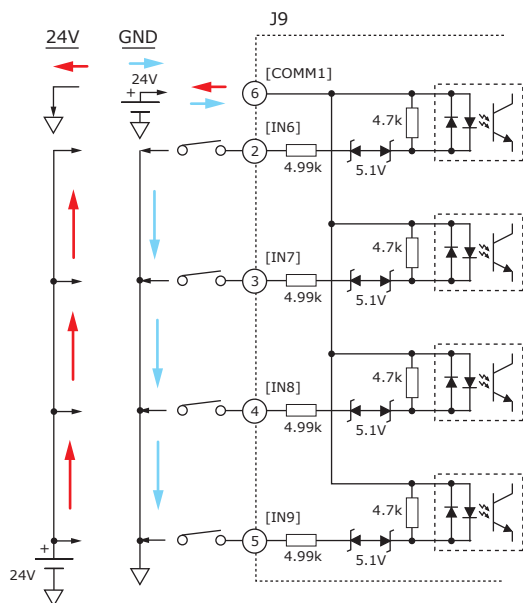 J9
24V GND
+
24V
[COMM1]
6
4.7k
[IN6]
2
4.99k
5.1V
[IN7]
4.7k
3
4.99k
5.1V
[IN8]
4.7k
4
4.99k
5.1V
[IN9]
4.7k
5
4.99k
5.1V
+
24V